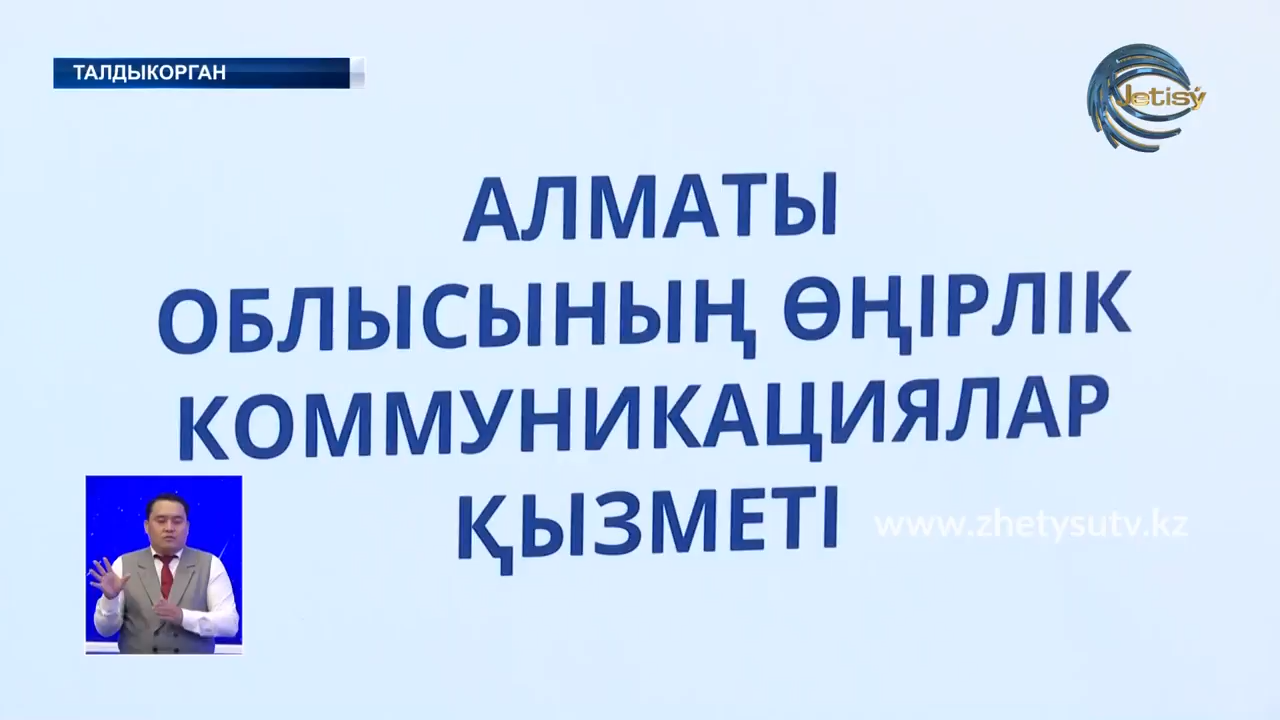 ТАЛДЫКОРГАН
Jetisý
АЛМАТЫ
ОБЛЫСЫНЫҢ ӨҢІРЛІК
КОММУНИКАЦИЯЛАР
ҚЫЗМЕТІ
www.zhetysutv.kz